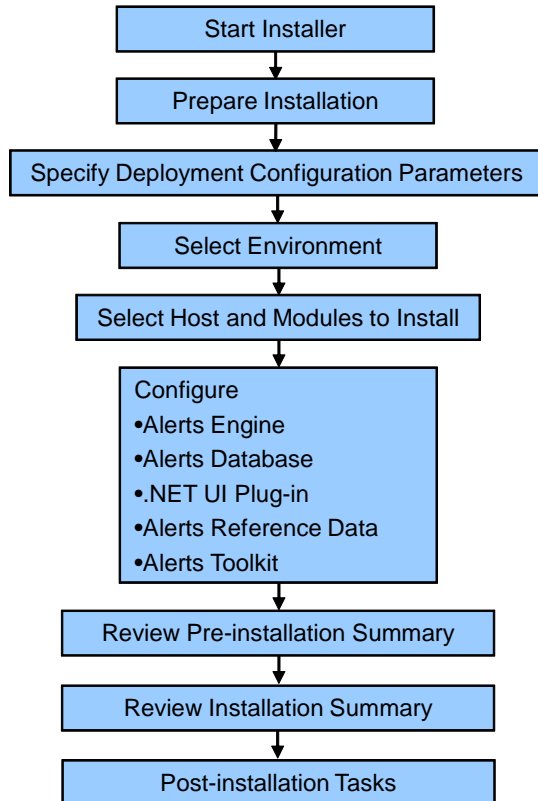 Start Installer
Prepare Installation
Specify Deployment Configuration Parameters
Select Environment
Select Host and Modules to Install
Configure
•Alerts Engine
•Alerts Database
•.NET UI Plug-in
•Alerts Reference Data
•Alerts Toolkit
Review Pre-installation Summary
Review Installation Summary
Post-installation Tasks